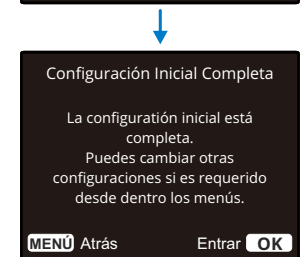 Configuración Inicial Completa
La configuratión inicial está
completa.
Puedes cambiar otras
configuraciones si es requerido
desde dentro los menús.
MENÚ Atrás Entrar OK